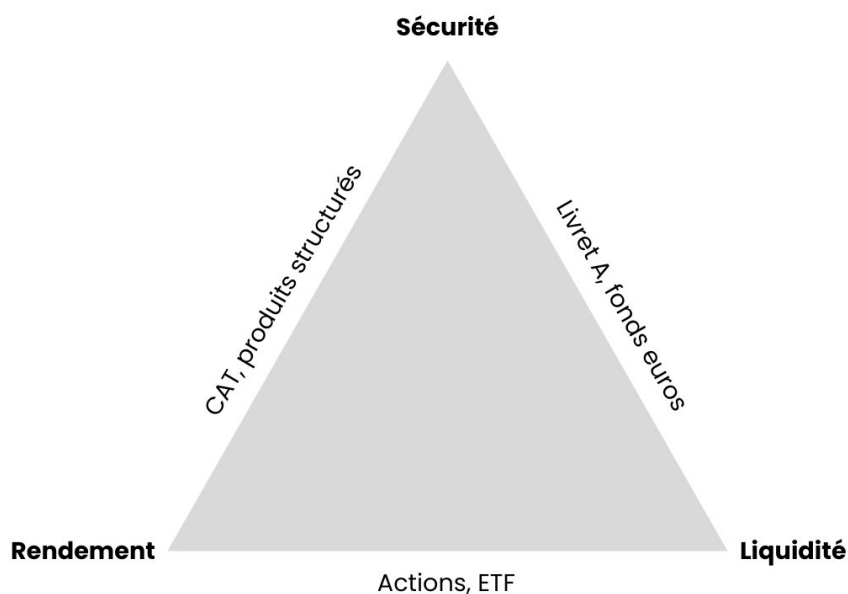 Sécurité
CAT, produits structurés
Livret A, fonds euros
Rendement
Liquidité
Actions, ETF